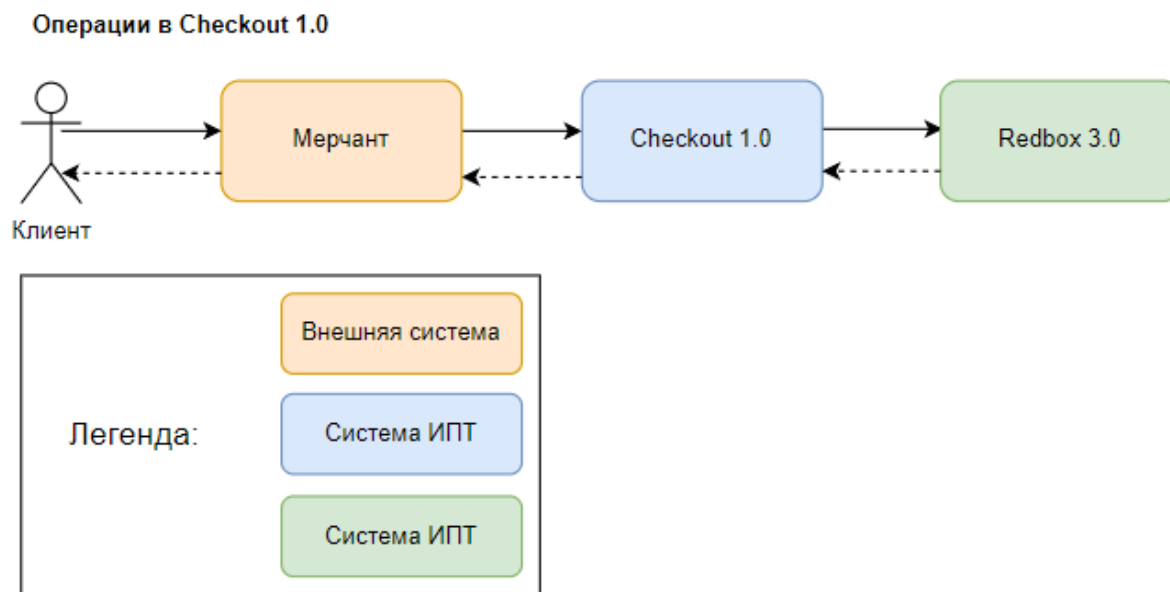 Операции в Checkout 1.0
Мерчант
Checkout 1.0
Redbox 3.0
Клиент
Внешняя система
Легенда:
Система ИПТ
Система ИПТ